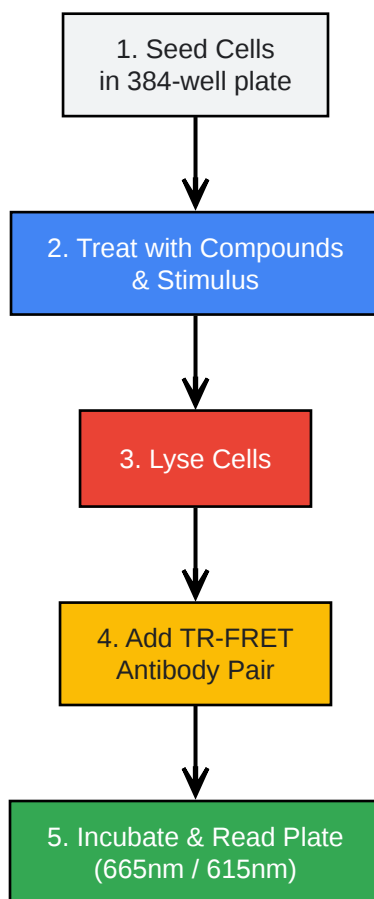 1. Seed Cells
in 384-well plate
2. Treat with Compounds
& Stimulus
3. Lyse Cells
4. Add TR-FRET
Antibody Pair
5. Incubate & Read Plate
(665nm / 615nm)